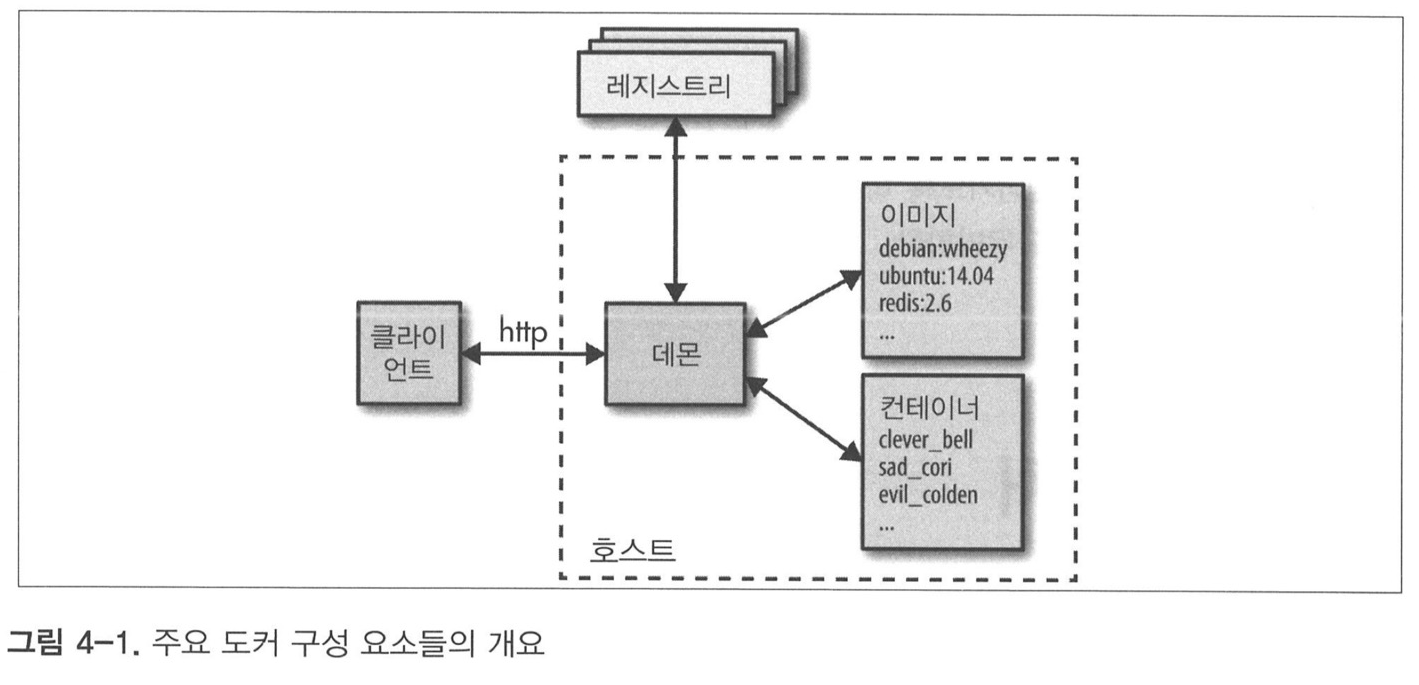 레지스트리
이미지
debian:wheezy
ubuntu:14.04
redis:2.6
...
클라이
언트
http
데몬
컨테이너
clever_bell
sad_cori
evil_colden
...
호스트
그림 4-1. 주요 도커 구성 요소들의 개요